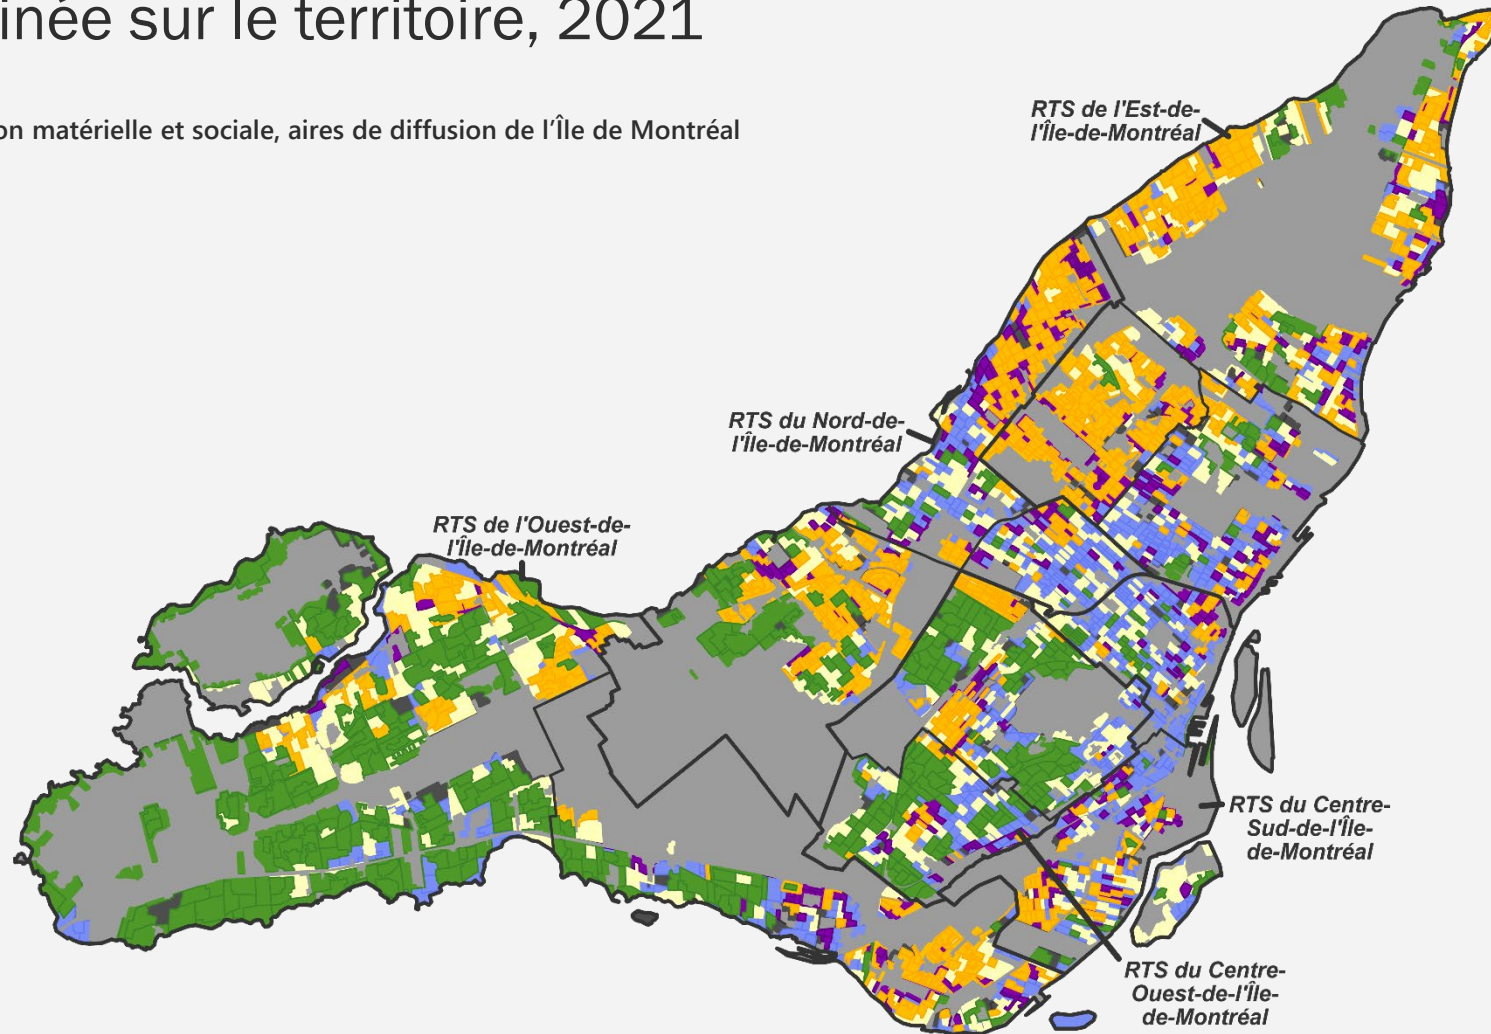 inée sur le territoire, 2021
on matérielle et sociale, aires de diffusion de l’Île de Montréal
RTS de l'Est-de-
l'Île-de-Montréal
RTS du Nord-de-
l'Île-de-Montréal
RTS de l'Ouest-de-
l'Île-de-Montréal
RTS du Centre-
Sud-de-l'Île-
de-Montréal
RTS du Centre-
Ouest-de-l'Île-
de-Montréal